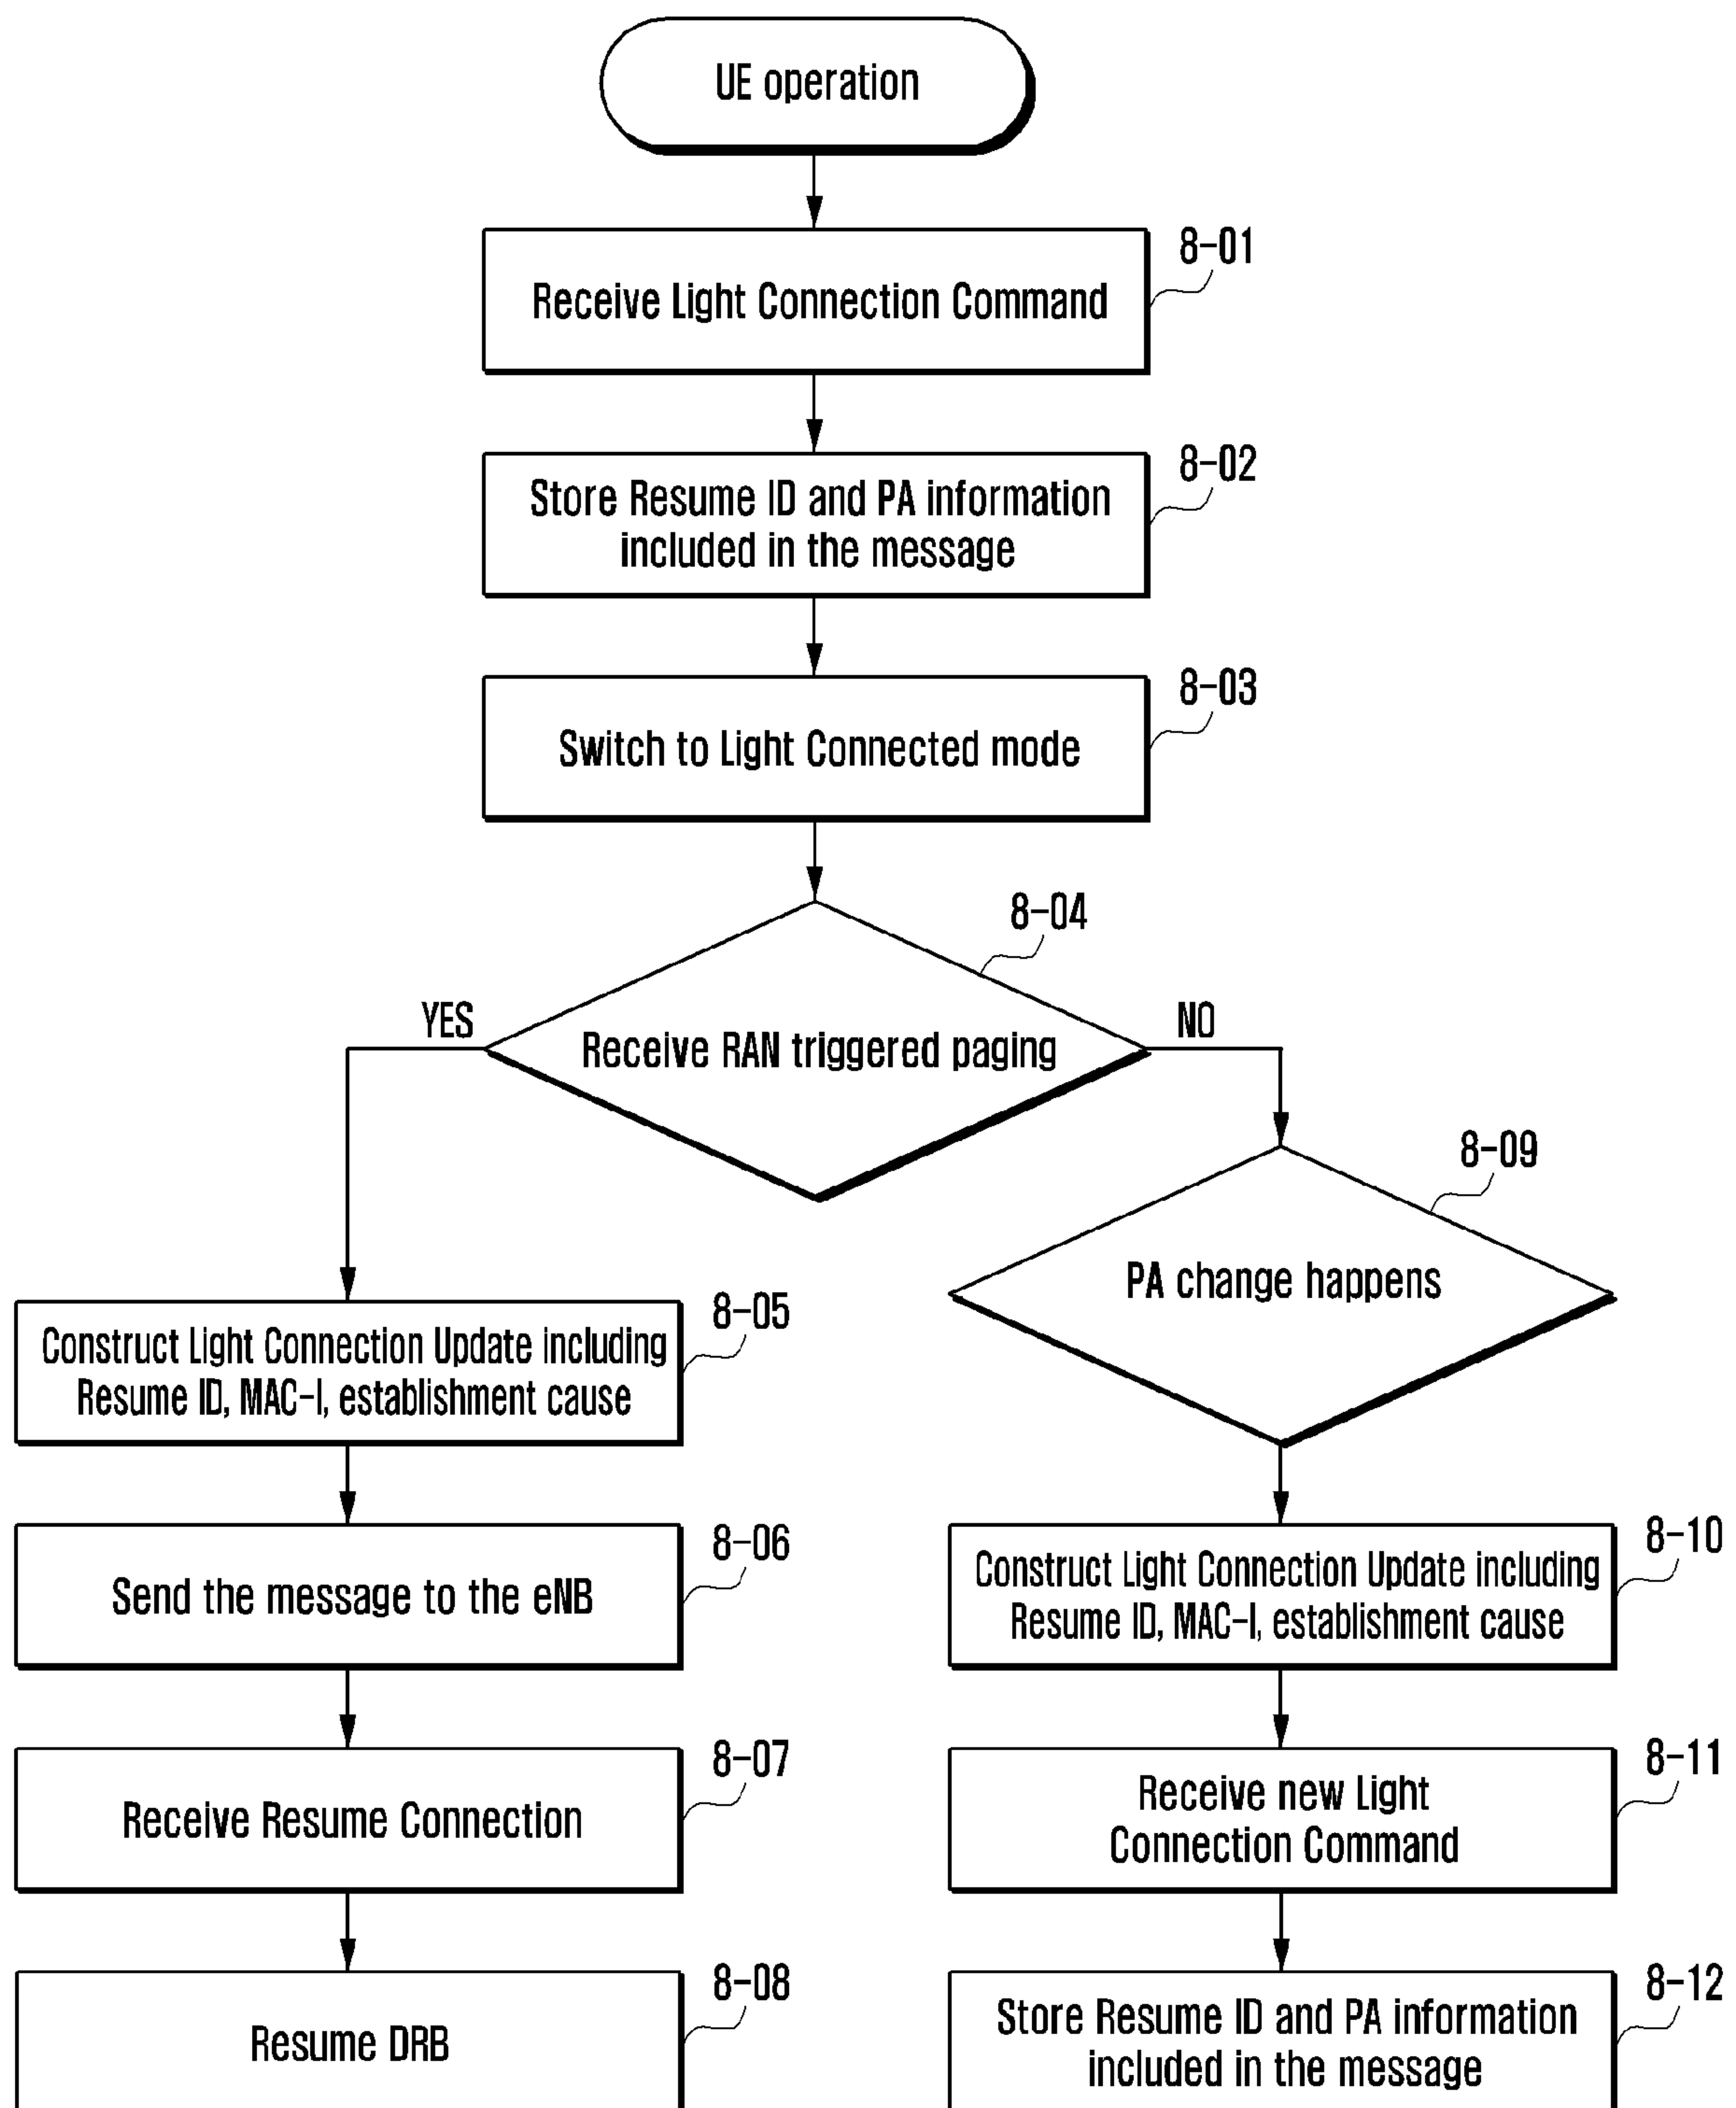 UE operation
8-01
Receive Light Connection Command
8-02
Store Resume ID and PA information
included in the message
8-03
Switch to Light Connected mode
8-04
YES
NO
Receive RAN triggered paging
8-09
PA change happens
8-05
Construct Light Connection Update including
Resume ID, MAC-I, establishment cause
8-06
Send the message to the eNB
8-10
Construct Light Connection Update including
Resume ID, MAC-I, establishment cause
8-07
Receive Resume Connection
8-11
Receive new Light
Connection Command
8-08
Resume DRB
8-12
Store Resume ID and PA information
included in the message